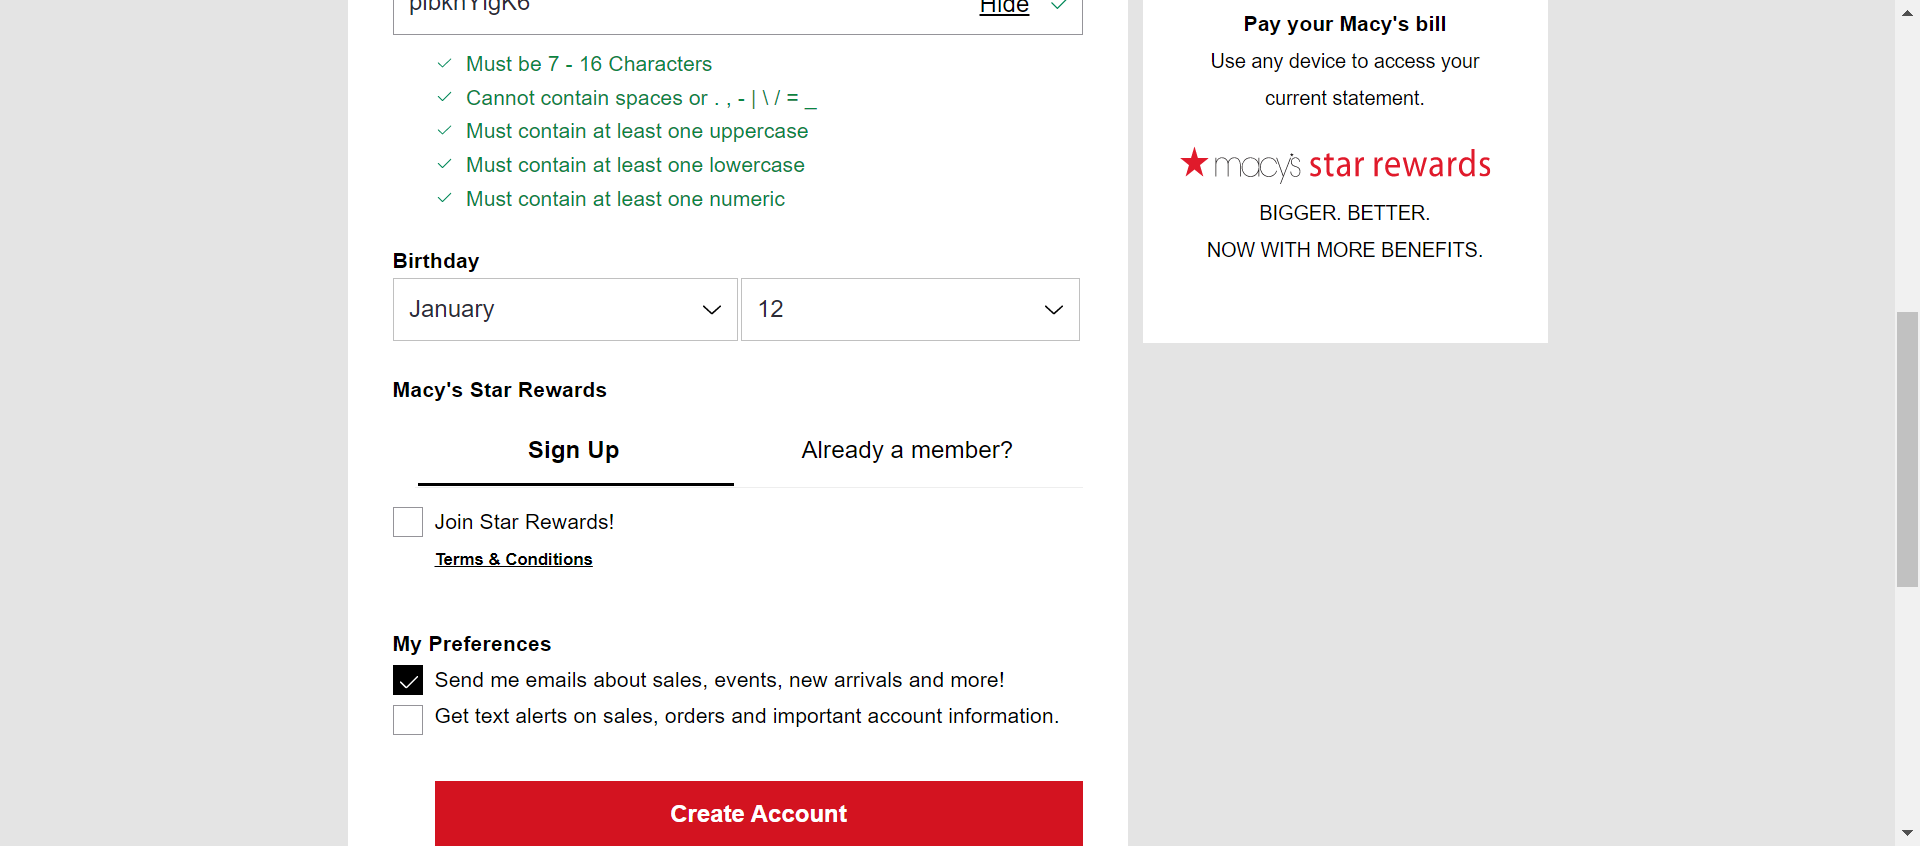 Hide
Must be 7 - 16 Characters
Cannot contain spaces or . , - | \ / = _
Must contain at least one uppercase
Must contain at least one lowercase
Must contain at least one numeric
Birthday
January
12
Macy's Star Rewards
Sign Up
Already a member?
Join Star Rewards!
Terms & Conditions
My Preferences
Send me emails about sales, events, new arrivals and more!
Get text alerts on sales, orders and important account information.
Create Account
Pay your Macy's bill
Use any device to access your
current statement.
macy's star rewards
BIGGER. BETTER.
NOW WITH MORE BENEFITS.